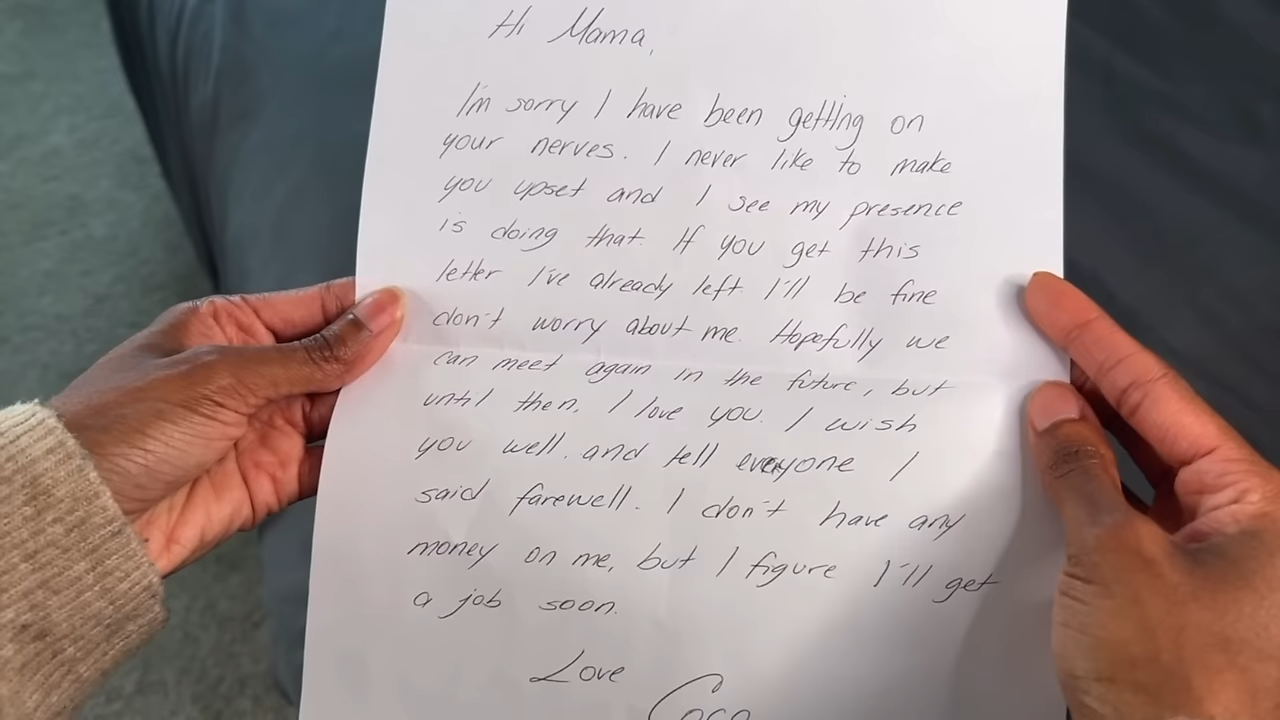 Hi Mama,
I'm sorry I have been getting on
your nerves. I never like to make
you upset and I see my presence
is doing that. If you get this
letter I've already left. I'll be fine
don't worry about me. Hopefully we
can meet again in the future, but
until then, I love you. I wish
you well. and tell everyone I
said farewell. I don't have any
money on me, but I figure I'll get
a job soon.
Love
Coco